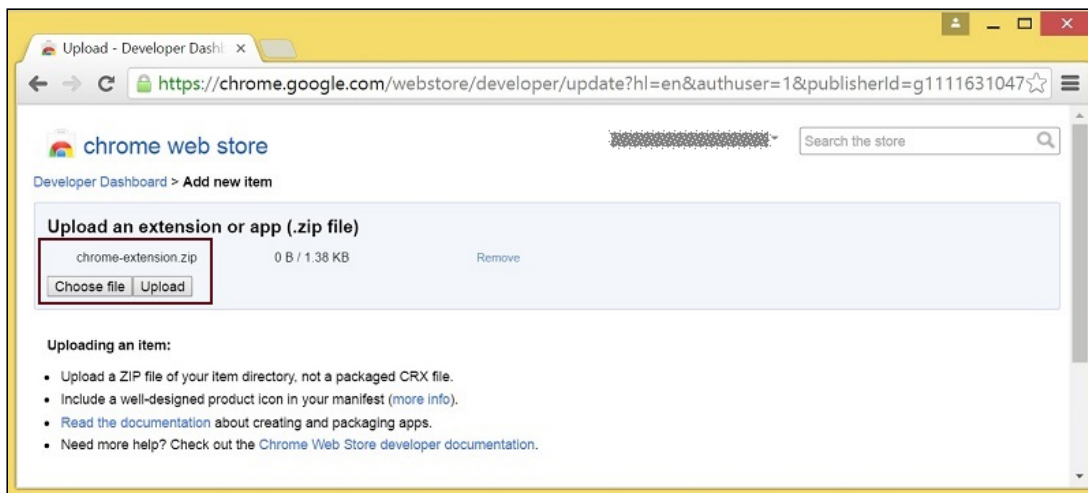 Upload - Developer Dash
https://chrome.google.com/webstore/developer/update?hl=en&authuser=1&publisherId=g1111631047
chrome web store
Search the store
Developer Dashboard > Add new item
Upload an extension or app (.zip file)
chrome-extension.zip 0 B / 1.38 KB Remove
Choose file Upload
Uploading an item:
• Upload a ZIP file of your item directory, not a packaged CRX file.
• Include a well-designed product icon in your manifest (more info).
• Read the documentation about creating and packaging apps.
• Need more help? Check out the Chrome Web Store developer documentation.